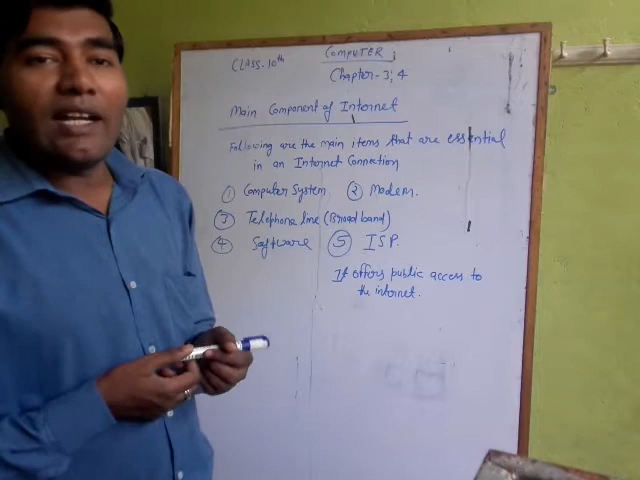 CLASS. 10th COMPUTER;
Chapter-3, 4
Main Component of Internet
Following are the main items that are essential
in an Internet Connection
① Computer System ② Modem.
③ Telephone line (Broad band)
④ Software ⑤ ISP.
It offers public access to
the internet.